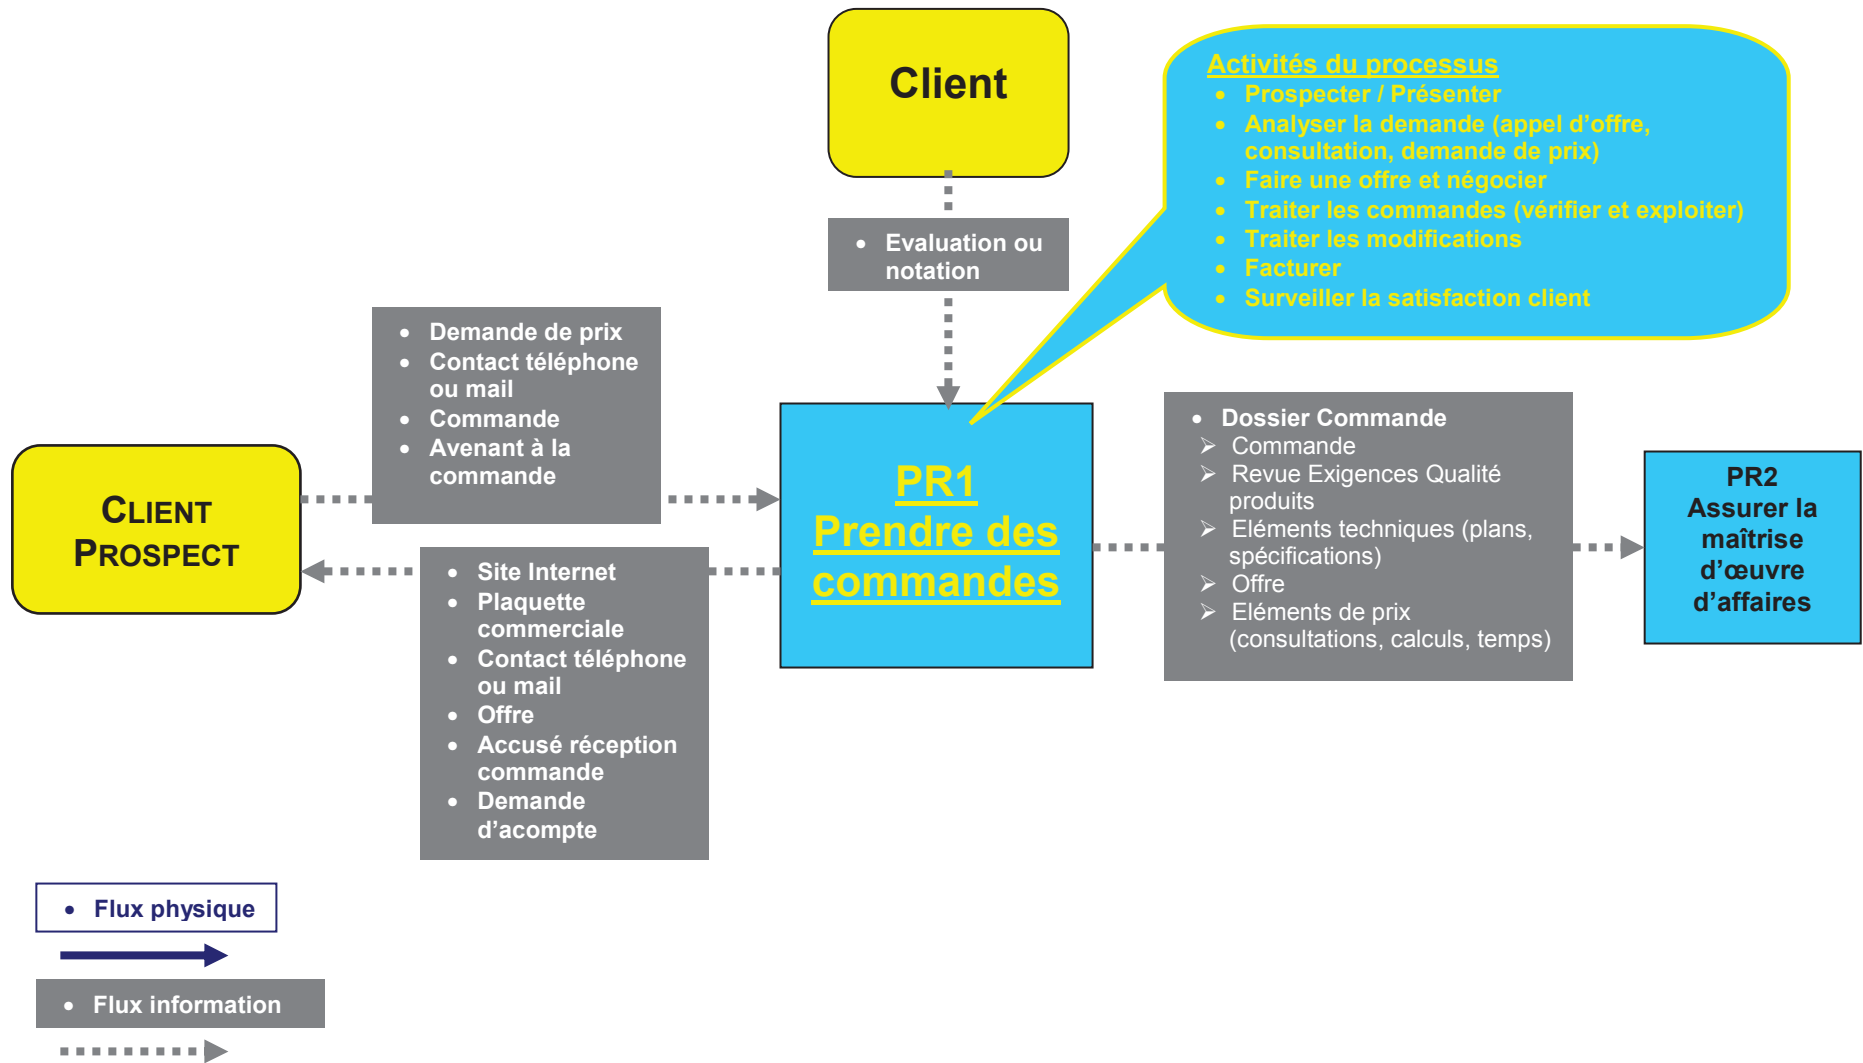 Client
Activités du processus
• Prospecter / Présenter
• Analyser la demande (appel d’offre,
consultation, demande de prix)
• Faire une offre et négocier
• Traiter les commandes (vérifier et exploiter)
• Traiter les modifications
• Facturer
• Surveiller la satisfaction client
• Evaluation ou
notation
• Demande de prix
• Contact téléphone
ou mail
• Commande
• Avenant à la
commande
CLIENT
PROSPECT
PR1
Prendre des
commandes
• Dossier Commande
➢ Commande
➢ Revue Exigences Qualité
produits
➢ Eléments techniques (plans,
spécifications)
➢ Offre
➢ Eléments de prix
(consultations, calculs, temps)
PR2
Assurer la
maîtrise
d’œuvre
d’affaires
• Site Internet
• Plaquette
commerciale
• Contact téléphone
ou mail
• Offre
• Accusé réception
commande
• Demande
d’acompte
• Flux physique
• Flux information